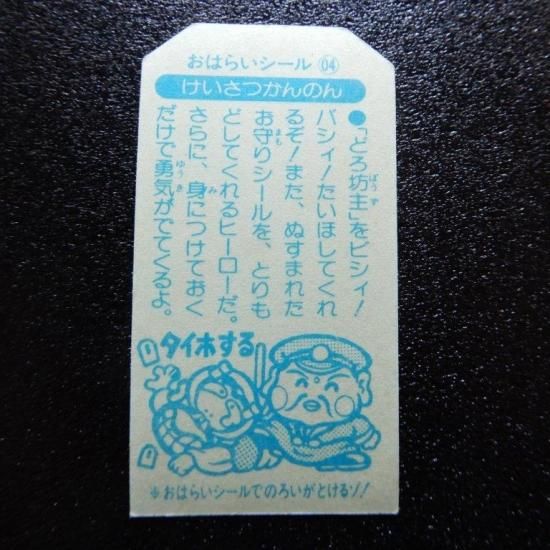 おはらいシール 04
けいさつかんのん
●「どろ坊主」をビシィ！
バシィ！たいほしてくれ
るぞ！また、ぬすまれた
お守りシールを、とりも
どしてくれるヒーローだ。
さらに、身につけておく
だけで勇気がでてくるよ。
タイホする
※おはらいシールでのろいがとけるゾ！